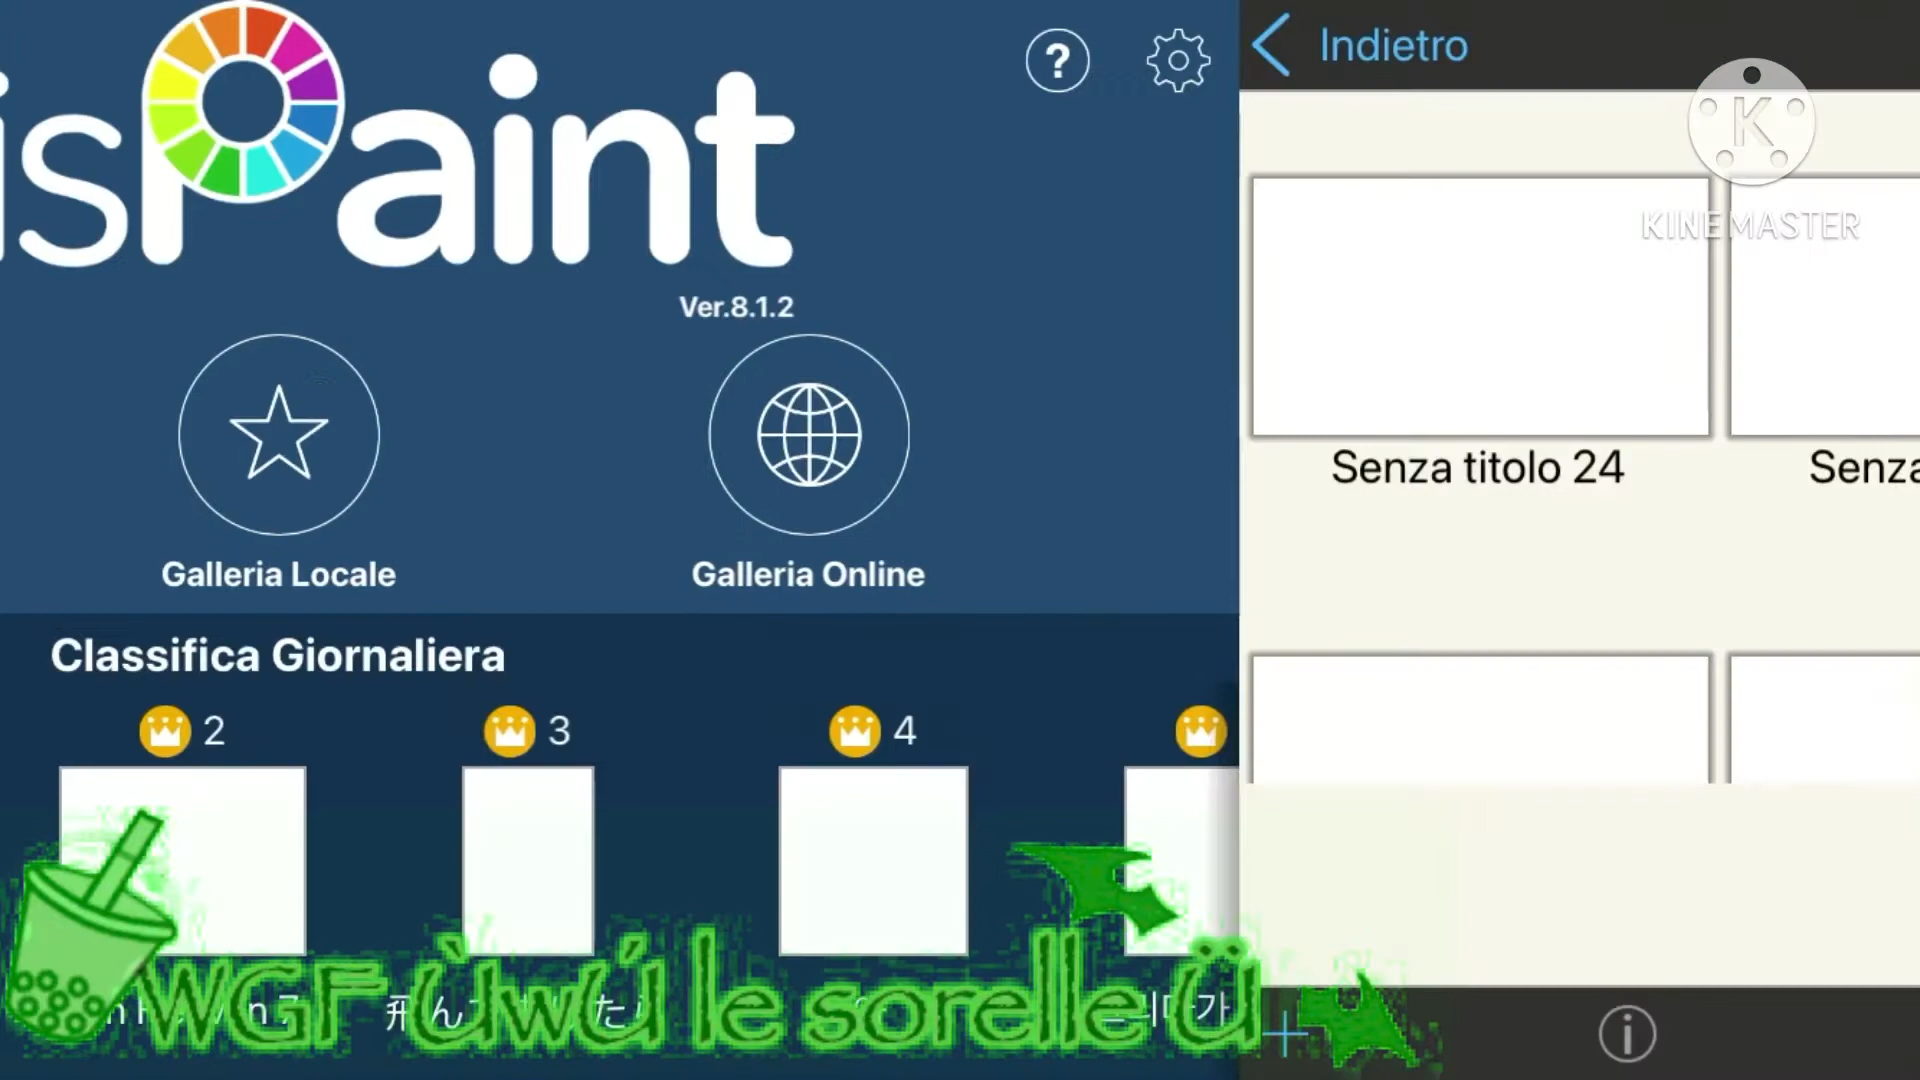 isPaint
Ver.8.1.2
?
Galleria Locale
Galleria Online
Classifica Giornaliera
2
3
4
Indietro
K
KINEMASTER
Senza titolo 24
Senza
WGF ÙwÚ le sorelle Ü